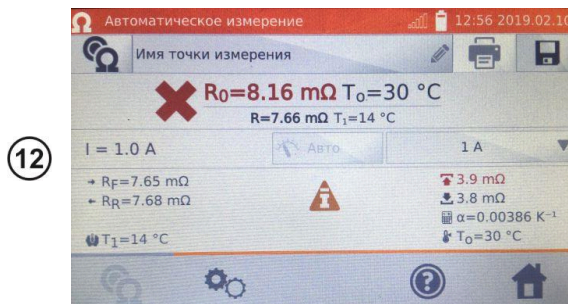 Автоматическое измерение
12:56 2019.02.10
Имя точки измерения
R₀=8.16 mΩ T₀=30 °C
R=7.66 mΩ T₁=14 °C
12
I = 1.0 A
Авто
1 A
R_F=7.65 mΩ
3.9 mΩ
R_R=7.68 mΩ
3.8 mΩ
α=0.00386 K⁻¹
T₁=14 °C
T₀=30 °C